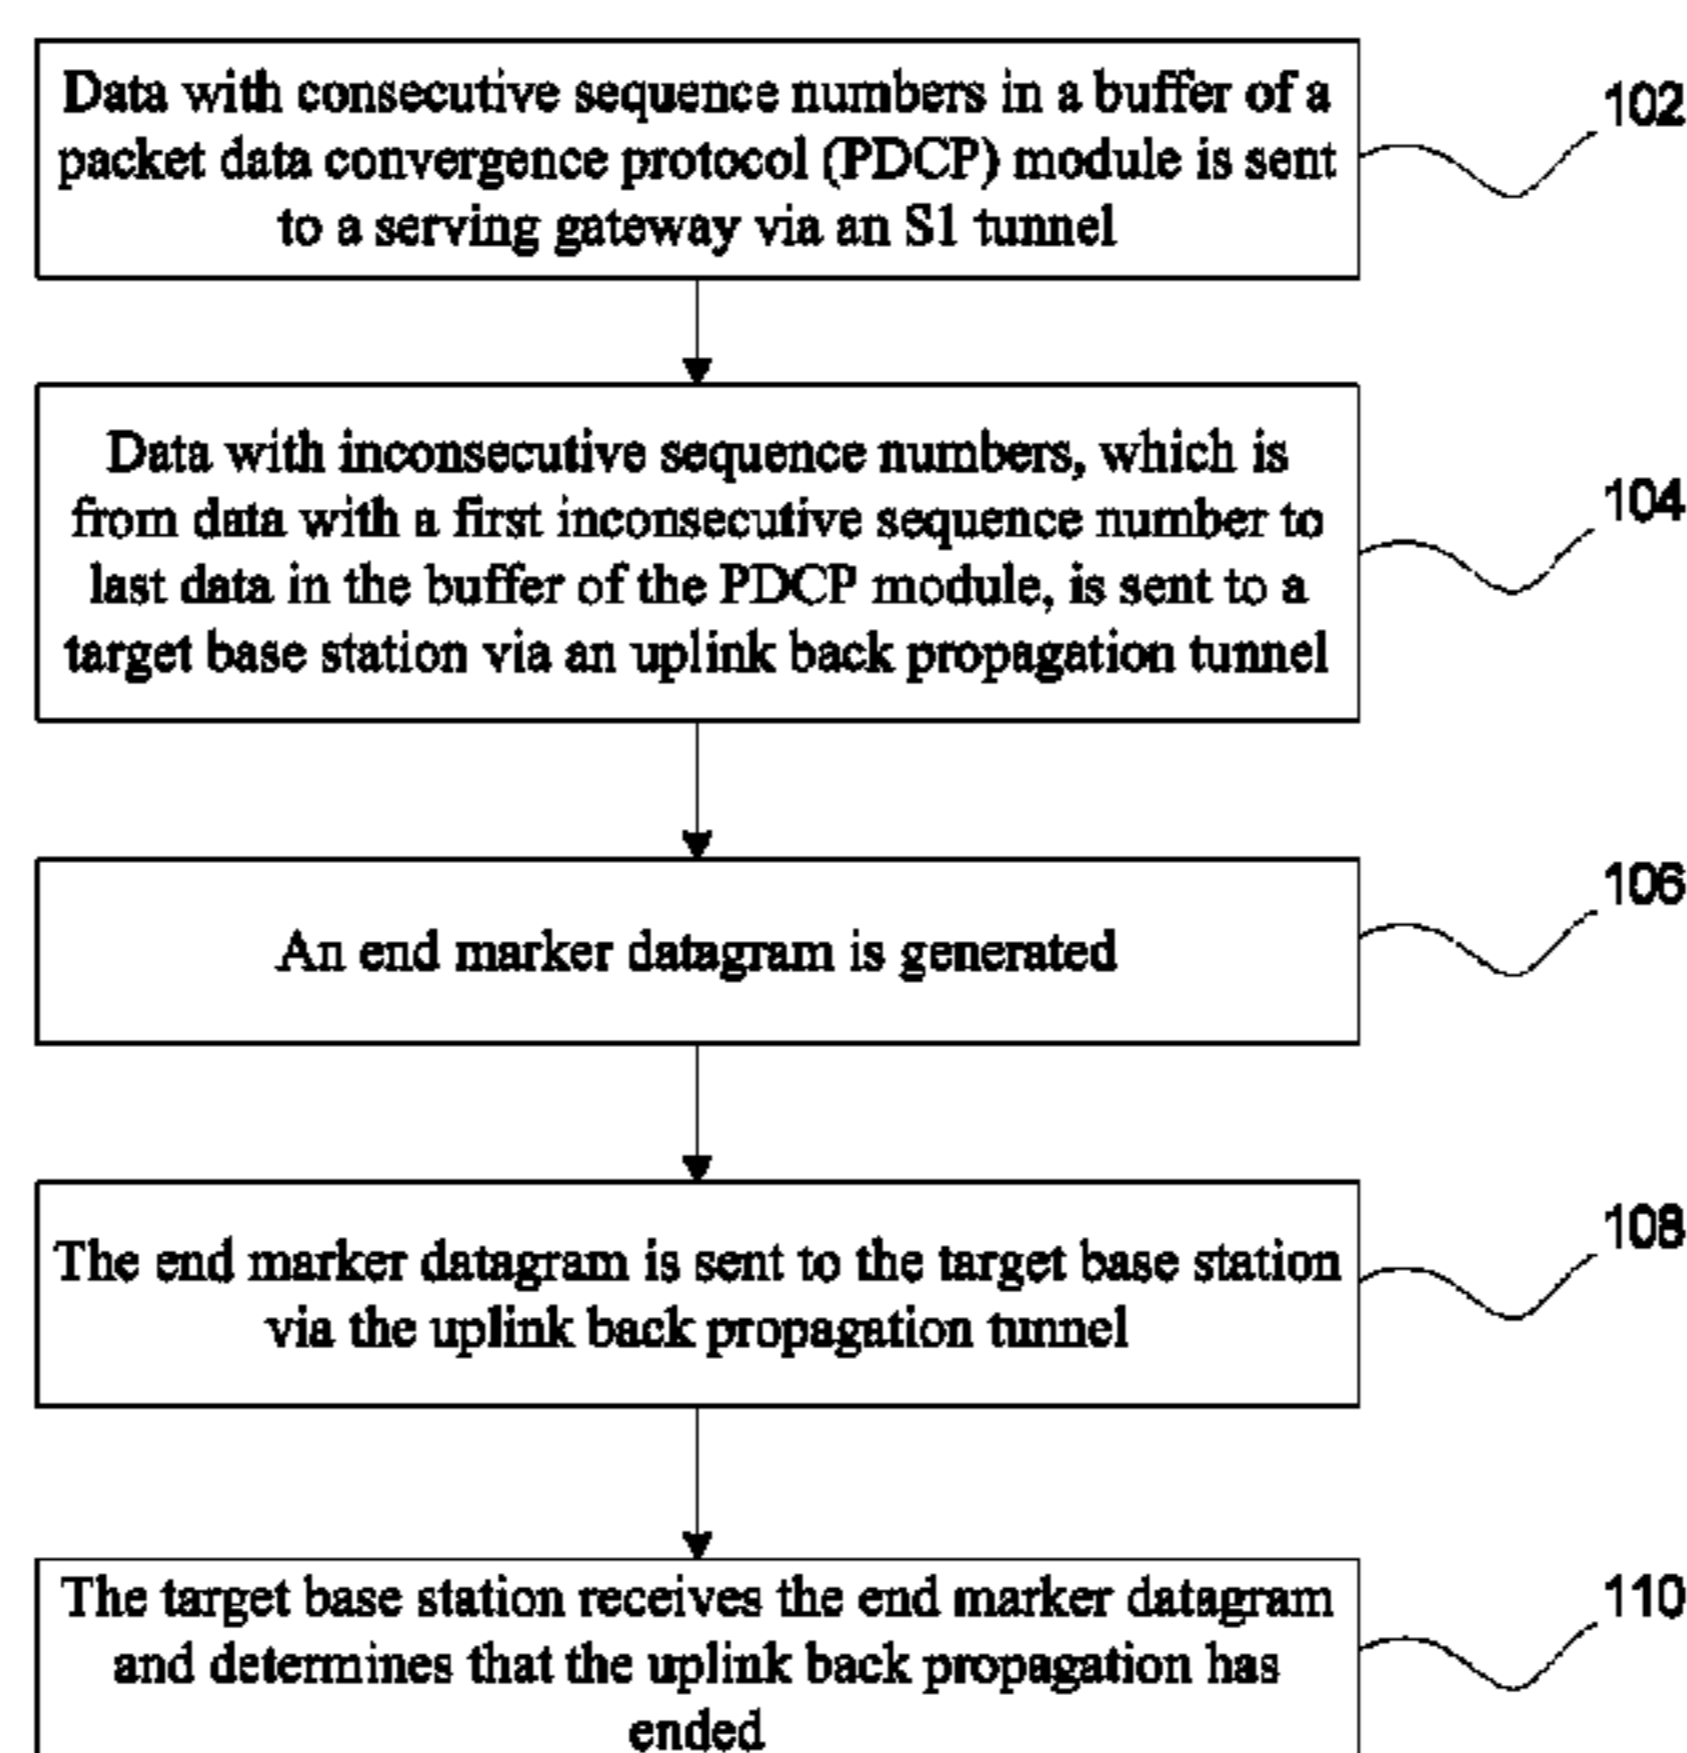 Data with consecutive sequence numbers in a buffer of a
packet data convergence protocol (PDCP) module is sent
to a serving gateway via an S1 tunnel
102
Data with inconsecutive sequence numbers, which is
from data with a first inconsecutive sequence number to
last data in the buffer of the PDCP module, is sent to a
target base station via an uplink back propagation tunnel
104
An end marker datagram is generated
106
The end marker datagram is sent to the target base station
via the uplink back propagation tunnel
108
The target base station receives the end marker datagram
and determines that the uplink back propagation has
ended
110